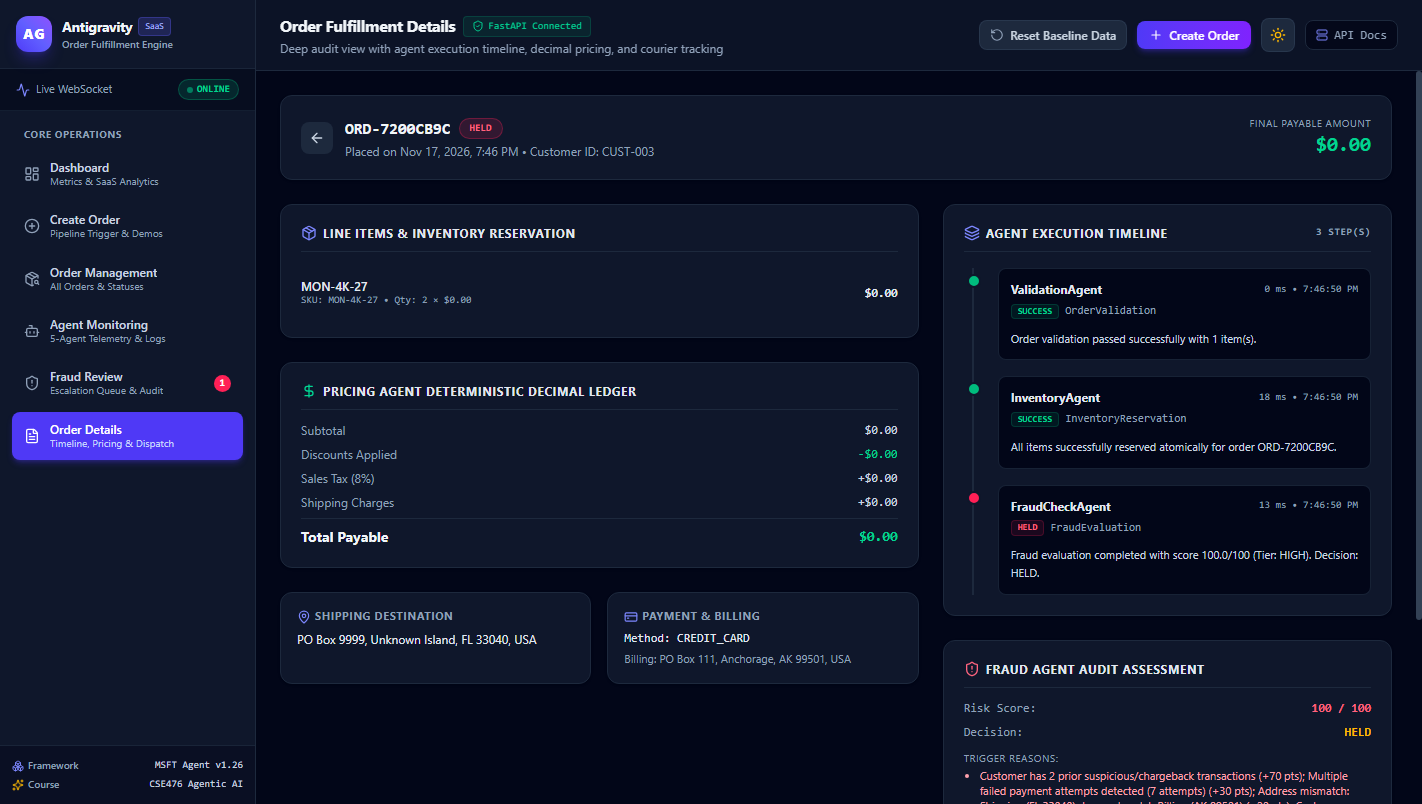 AG
Antigravity SaaS
Order Fulfillment Engine
Live WebSocket ONLINE
CORE OPERATIONS
Dashboard
Metrics & SaaS Analytics
Create Order
Pipeline Trigger & Demos
Order Management
All Orders & Statuses
Agent Monitoring
5-Agent Telemetry & Logs
Fraud Review
Escalation Queue & Audit
1
Order Details
Timeline, Pricing & Dispatch
Framework MSFT Agent v1.26
Course CSE476 Agentic AI
Order Fulfillment Details FastAPI Connected
Deep audit view with agent execution timeline, decimal pricing, and courier tracking
Reset Baseline Data
Create Order
API Docs
ORD-7200CB9C HELD
Placed on Nov 17, 2026, 7:46 PM • Customer ID: CUST-003
FINAL PAYABLE AMOUNT
$0.00
LINE ITEMS & INVENTORY RESERVATION
MON-4K-27
SKU: MON-4K-27 • Qty: 2 × $0.00
$0.00
PRICING AGENT DETERMINISTIC DECIMAL LEDGER
Subtotal $0.00
Discounts Applied -$0.00
Sales Tax (8%) +$0.00
Shipping Charges +$0.00
Total Payable $0.00
SHIPPING DESTINATION
PO Box 9999, Unknown Island, FL 33040, USA
PAYMENT & BILLING
Method: CREDIT_CARD
Billing: PO Box 111, Anchorage, AK 99501, USA
AGENT EXECUTION TIMELINE 3 STEP(S)
ValidationAgent 0 ms • 7:46:50 PM
SUCCESS OrderValidation
Order validation passed successfully with 1 item(s).
InventoryAgent 18 ms • 7:46:50 PM
SUCCESS InventoryReservation
All items successfully reserved atomically for order ORD-7200CB9C.
FraudCheckAgent 13 ms • 7:46:50 PM
HELD FraudEvaluation
Fraud evaluation completed with score 100.0/100 (Tier: HIGH). Decision:
HELD.
FRAUD AGENT AUDIT ASSESSMENT
Risk Score: 100 / 100
Decision: HELD
TRIGGER REASONS:
• Customer has 2 prior suspicious/chargeback transactions (+70 pts); Multiple
failed payment attempts detected (7 attempts) (+30 pts); Address mismatch: